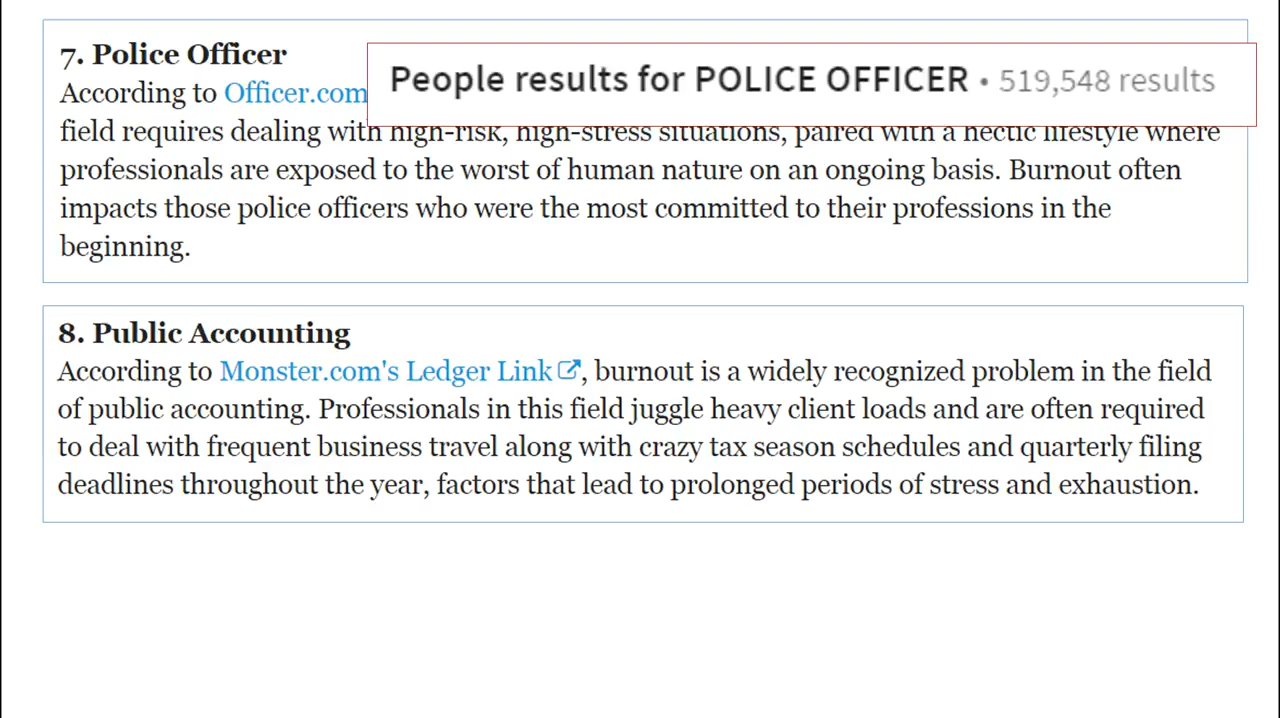 7. Police Officer
People results for POLICE OFFICER • 519,548 results
According to Officer.com
field requires dealing with high-risk, high-stress situations, paired with a hectic lifestyle where
professionals are exposed to the worst of human nature on an ongoing basis. Burnout often
impacts those police officers who were the most committed to their professions in the
beginning.
8. Public Accounting
According to Monster.com's Ledger Link, burnout is a widely recognized problem in the field
of public accounting. Professionals in this field juggle heavy client loads and are often required
to deal with frequent business travel along with crazy tax season schedules and quarterly filing
deadlines throughout the year, factors that lead to prolonged periods of stress and exhaustion.